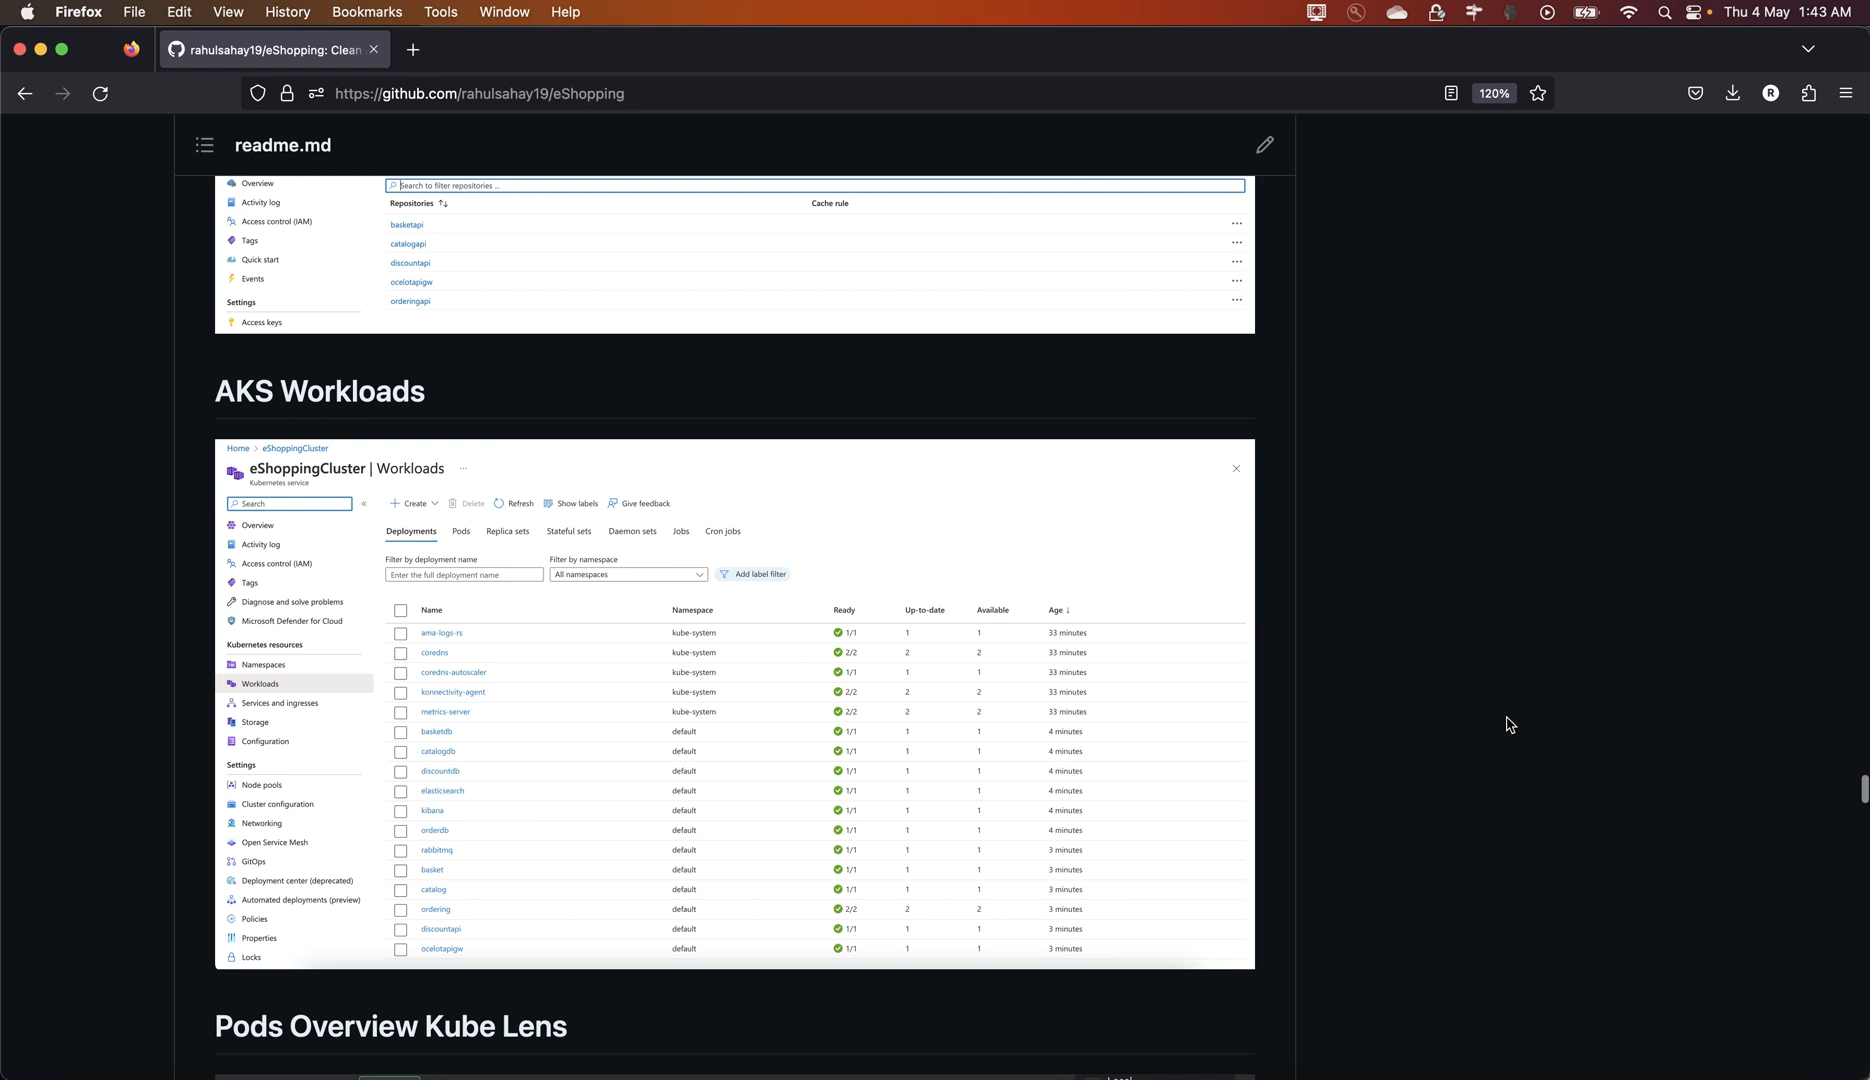 Firefox File Edit View History Bookmarks Tools Window Help Thu 4 May 1:43 AM
rahulsahay19/eShopping: Clean
https://github.com/rahulsahay19/eShopping 120% R
readme.md
Overview
Search to filter repositories ...
Activity log
Repositories ↑↓ Cache rule
Access control (IAM)
basketapi
Tags
catalogapi
Quick start
discountapi
Events
ocelotapigw
Settings
orderingapi
Access keys
AKS Workloads
Home > eShoppingCluster
eShoppingCluster | Workloads ...
Kubernetes service
Search «
Create Delete Refresh Show labels Give feedback
Overview
Deployments Pods Replica sets Stateful sets Daemon sets Jobs Cron jobs
Activity log
Access control (IAM)
Filter by deployment name Filter by namespace
Enter the full deployment name All namespaces Add label filter
Tags
Diagnose and solve problems
Microsoft Defender for Cloud
Kubernetes resources
Namespaces
Workloads
Services and ingresses
Storage
Configuration
Settings
Node pools
Cluster configuration
Networking
Open Service Mesh
GitOps
Deployment center (deprecated)
Automated deployments (preview)
Policies
Properties
Locks
Name Namespace Ready Up-to-date Available Age ↓
ama-logs-rs kube-system 1/1 1 1 33 minutes
coredns kube-system 2/2 2 2 33 minutes
coredns-autoscaler kube-system 1/1 1 1 33 minutes
konnectivity-agent kube-system 2/2 2 2 33 minutes
metrics-server kube-system 2/2 2 2 33 minutes
basketdb default 1/1 1 1 4 minutes
catalogdb default 1/1 1 1 4 minutes
discountdb default 1/1 1 1 4 minutes
elasticsearch default 1/1 1 1 4 minutes
kibana default 1/1 1 1 4 minutes
orderdb default 1/1 1 1 4 minutes
rabbitmq default 1/1 1 1 3 minutes
basket default 1/1 1 1 3 minutes
catalog default 1/1 1 1 3 minutes
ordering default 2/2 2 2 3 minutes
discountapi default 1/1 1 1 3 minutes
ocelotapigw default 1/1 1 1 3 minutes
Pods Overview Kube Lens